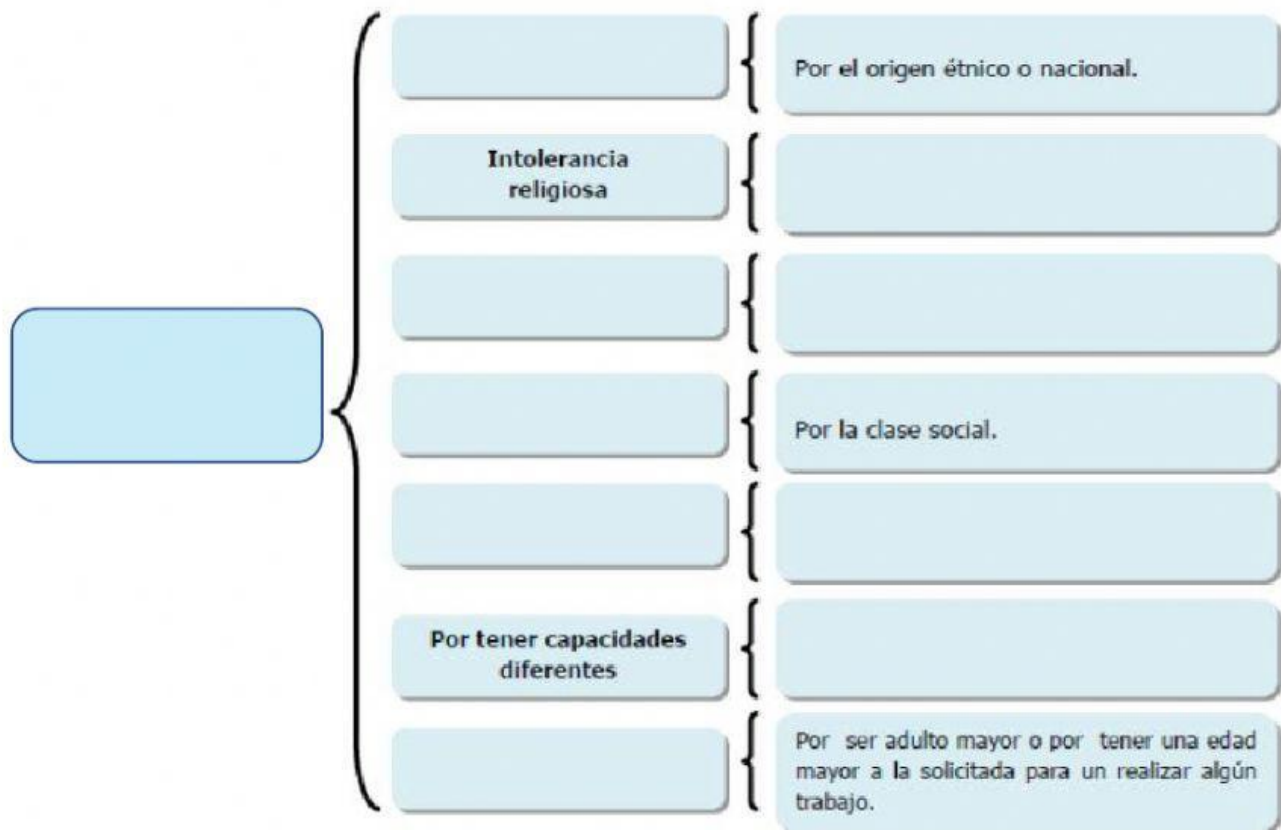 Por el origen étnico o nacional.
Intolerancia
religiosa
Por la clase social.
Por tener capacidades
diferentes
Por ser adulto mayor o por tener una edad
mayor a la solicitada para un realizar algún
trabajo.